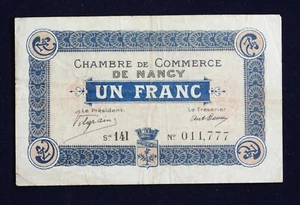 CHAMBRE DE COMMERCE
DE NANCY
UN FRANC
Le Président, Le Trésorier,
Sie 141 No 011,777